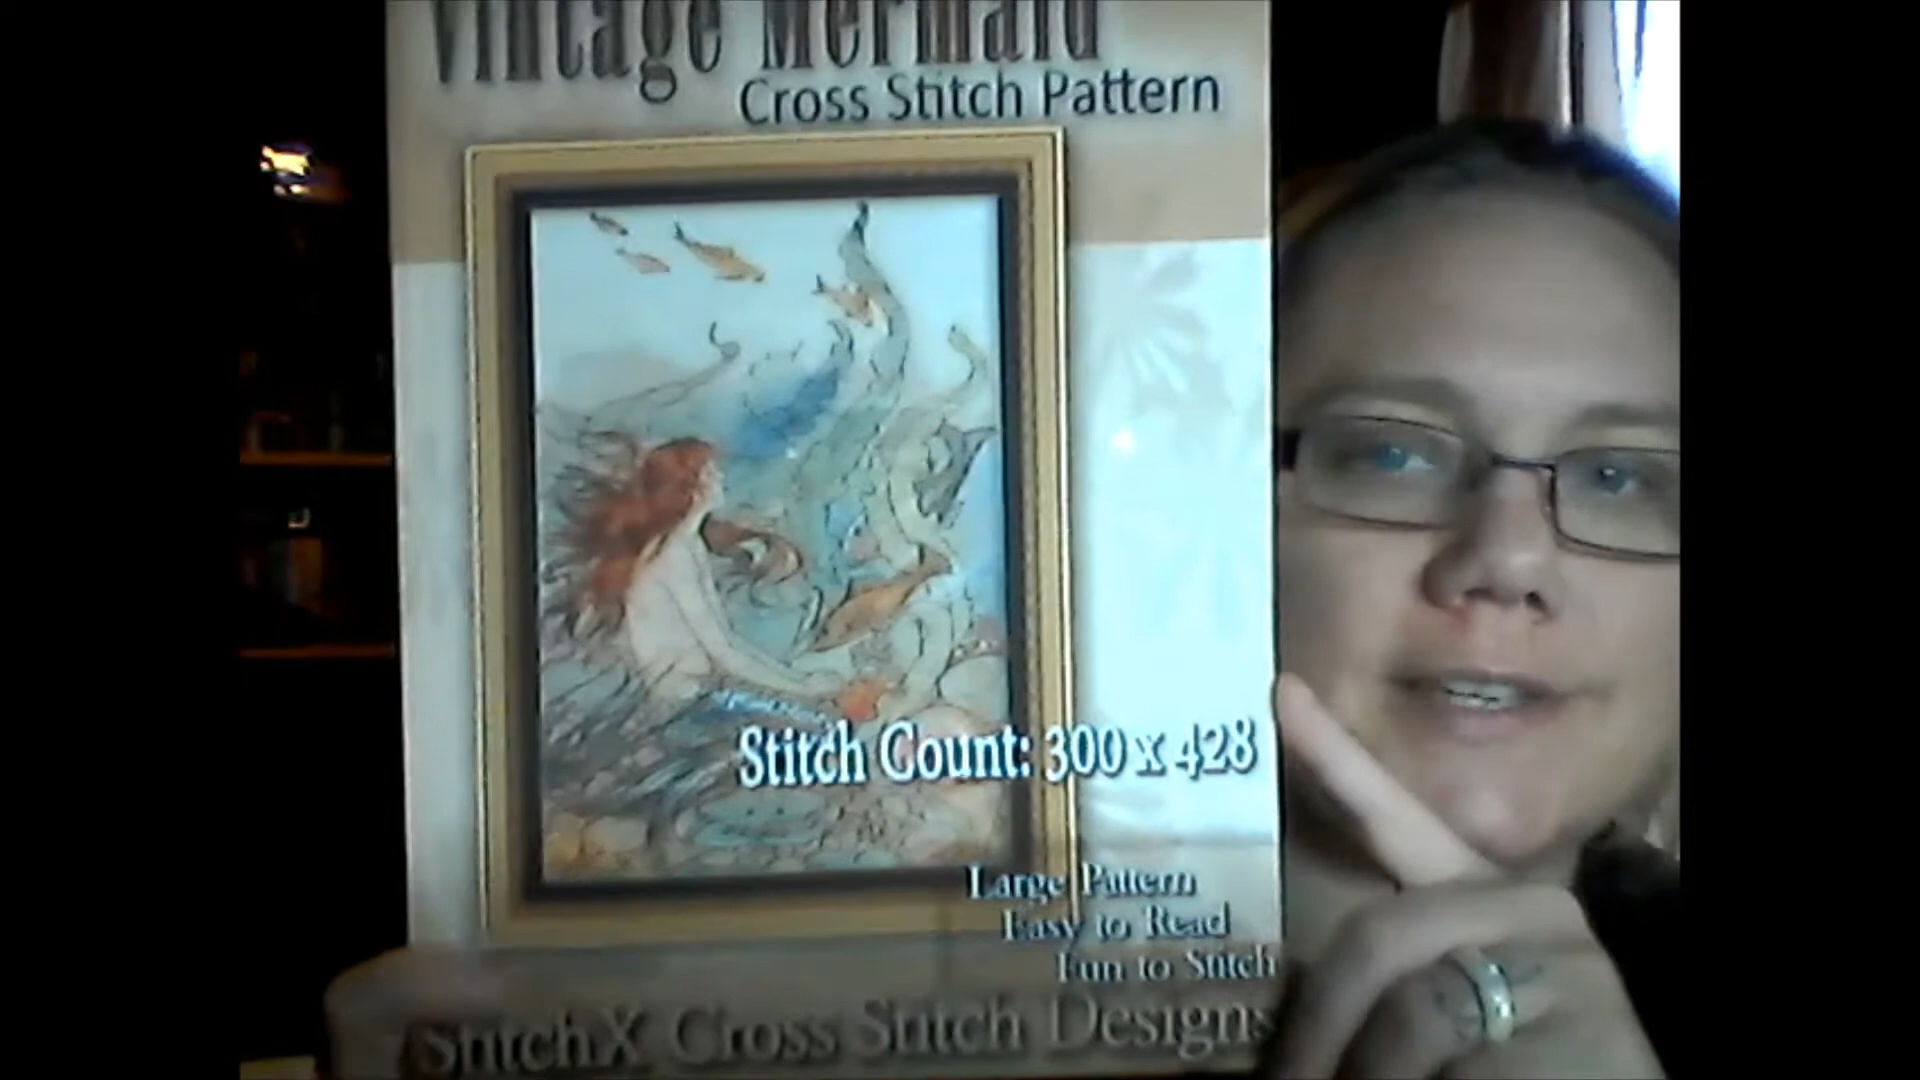 Vintage Mermaid
Cross Stitch Pattern
Stitch Count: 300 x 428
Large Pattern
Easy to Read
Fun to Stitch
StitchX Cross Stitch Designs